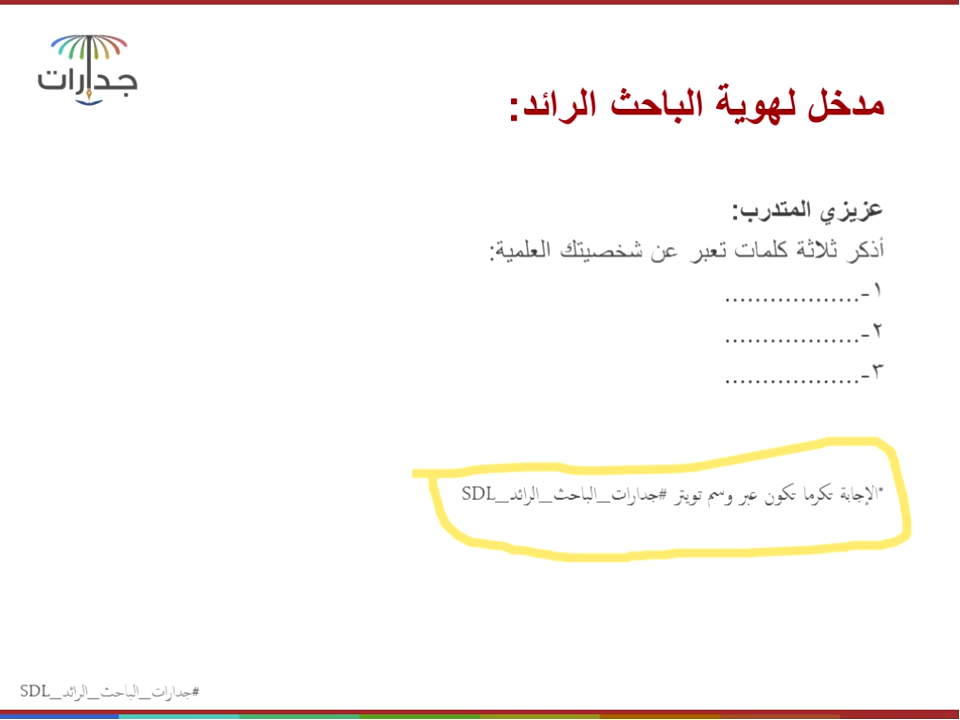 جدارات
مدخل لهوية الباحث الرائد:
عزيزي المتدرب:
أذكر ثلاثة كلمات تعبر عن شخصيتك العلمية:
١-..................
٢-..................
٣-..................
*الإجابة تكرما تكون عبر وسم تويتر #جدارات_الباحث_الرائد_SDL
#جدارات_الباحث_الرائد_SDL